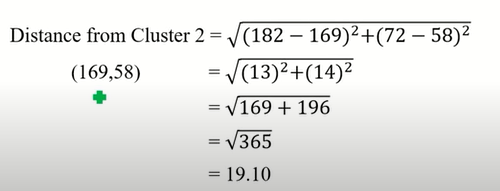 Distance from Cluster 2 = √(182 − 169)²+(72 − 58)²
(169,58) = √(13)²+(14)²
= √169 + 196
= √365
= 19.10